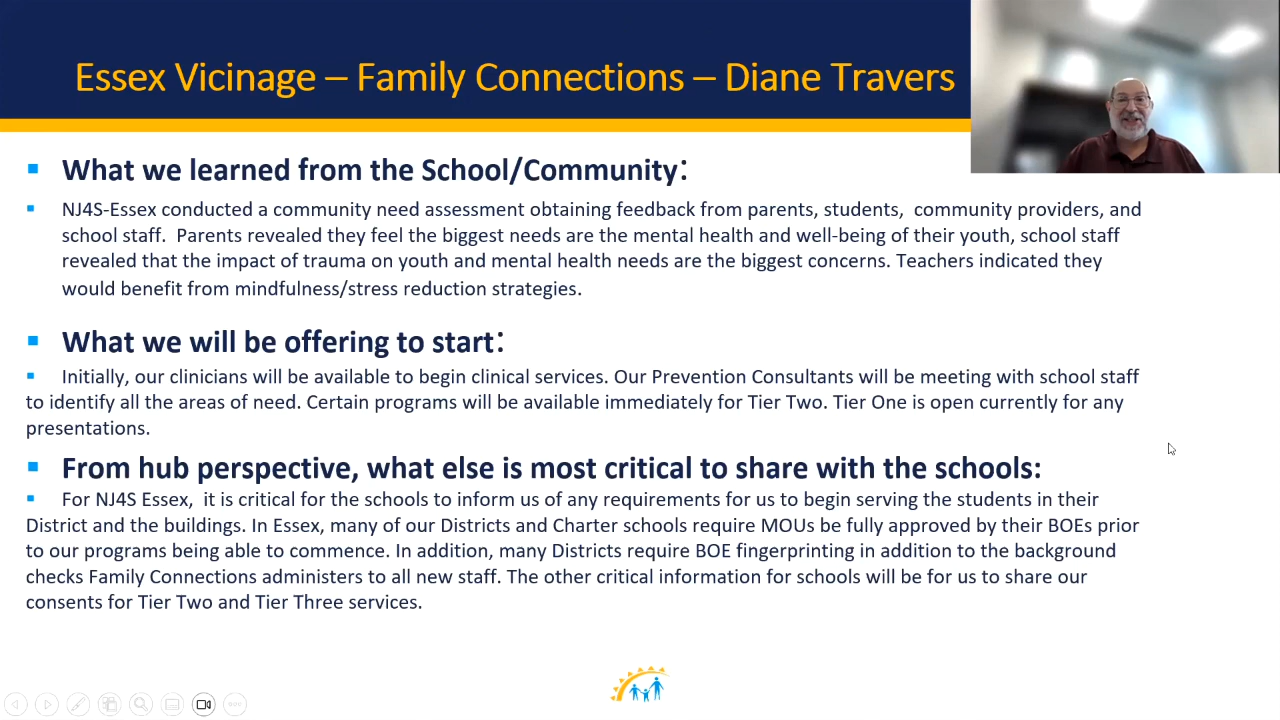 Essex Vicinage – Family Connections – Diane Travers
What we learned from the School/Community:
NJ4S-Essex conducted a community need assessment obtaining feedback from parents, students, community providers, and
school staff. Parents revealed they feel the biggest needs are the mental health and well-being of their youth, school staff
revealed that the impact of trauma on youth and mental health needs are the biggest concerns. Teachers indicated they
would benefit from mindfulness/stress reduction strategies.
What we will be offering to start:
Initially, our clinicians will be available to begin clinical services. Our Prevention Consultants will be meeting with school staff
to identify all the areas of need. Certain programs will be available immediately for Tier Two. Tier One is open currently for any
presentations.
From hub perspective, what else is most critical to share with the schools:
For NJ4S Essex, it is critical for the schools to inform us of any requirements for us to begin serving the students in their
District and the buildings. In Essex, many of our Districts and Charter schools require MOUs be fully approved by their BOEs prior
to our programs being able to commence. In addition, many Districts require BOE fingerprinting in addition to the background
checks Family Connections administers to all new staff. The other critical information for schools will be for us to share our
consents for Tier Two and Tier Three services.